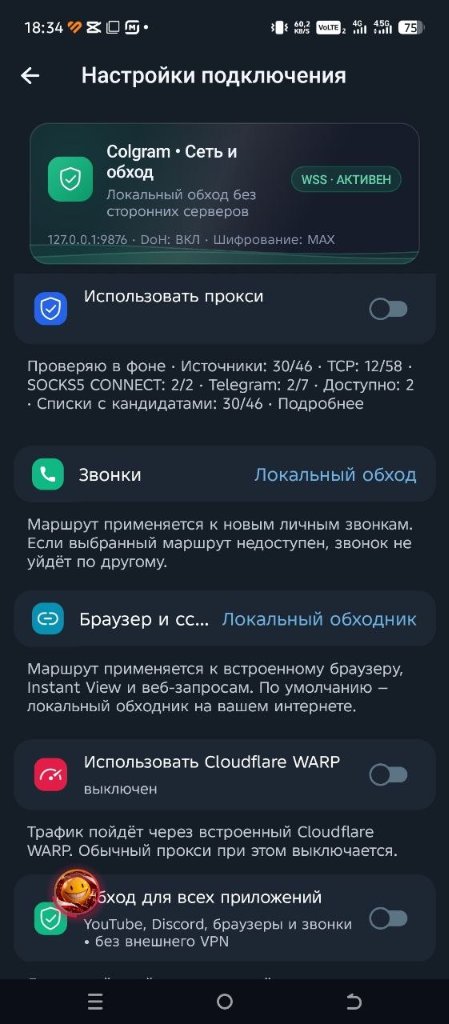 18:34
60,2 KB/S VoLTE 2 4G 4.5G 75
Настройки подключения
Colgram • Сеть и
обход
WSS · АКТИВЕН
Локальный обход без
сторонних серверов
127.0.0.1:9876 · DoH: ВКЛ · Шифрование: MAX
Использовать прокси
Проверяю в фоне · Источники: 30/46 · TCP: 12/58 ·
SOCKS5 CONNECT: 2/2 · Telegram: 2/7 · Доступно: 2
· Списки с кандидатами: 30/46 · Подробнее
Звонки
Локальный обход
Маршрут применяется к новым личным звонкам.
Если выбранный маршрут недоступен, звонок не
уйдёт по другому.
Браузер и сс...
Локальный обходник
Маршрут применяется к встроенному браузеру,
Instant View и веб-запросам. По умолчанию –
локальный обходник на вашем интернете.
Использовать Cloudflare WARP
выключен
Трафик пойдёт через встроенный Cloudflare
WARP. Обычный прокси при этом выключается.
бход для всех приложений
YouTube, Discord, браузеры и звонки
• без внешнего VPN